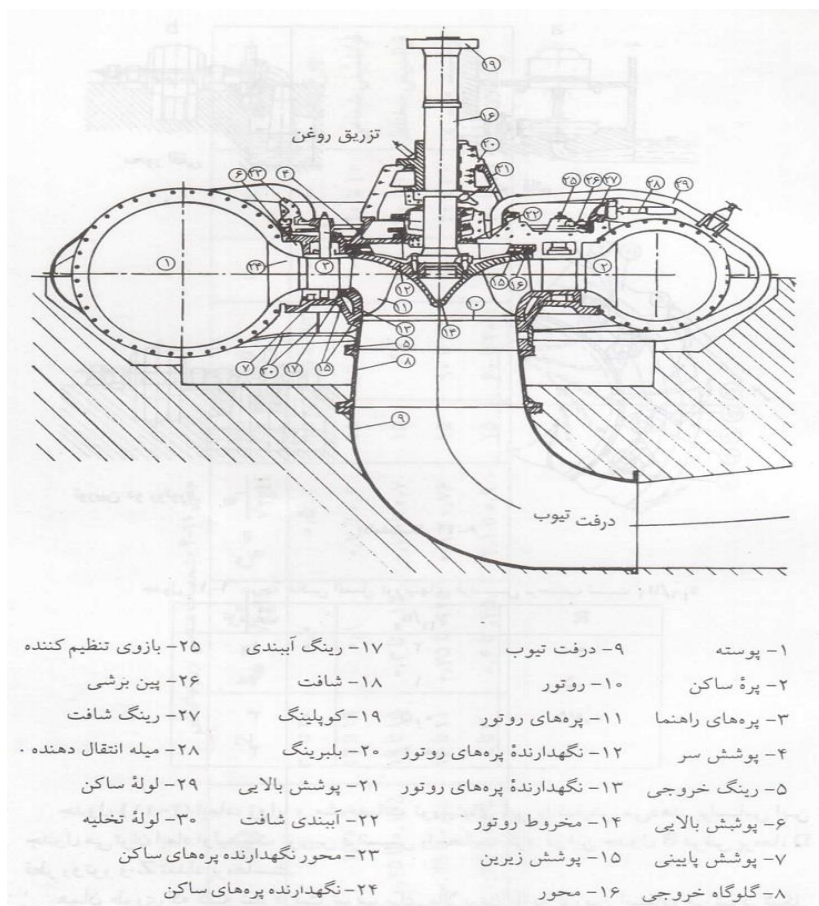 تزریق روغن
درفت تیوب
۱- پوسته
۲- پرهٔ ساکن
۳- پره‌های راهنما
۴- پوشش سر
۵- رینگ خروجی
۶- پوشش بالایی
۷- پوشش پایینی
۸- گلوگاه خروجی
۹- درفت تیوب
۱۰- روتور
۱۱- پره‌های روتور
۱۲- نگهدارندهٔ پره‌های روتور
۱۳- نگهدارندهٔ پره‌های روتور
۱۴- مخروط روتور
۱۵- پوشش زیرین
۱۶- محور
۱۷- رینگ آببندی
۱۸- شافت
۱۹- کوپلینگ
۲۰- بلبرینگ
۲۱- پوشش بالایی
۲۲- آببندی شافت
۲۳- محور نگهدارنده پره‌های ساکن
۲۴- نگهدارنده پره‌های ساکن
۲۵- بازوی تنظیم کننده
۲۶- پین برشی
۲۷- رینگ شافت
۲۸- میله انتقال دهنده
۲۹- لولهٔ ساکن
۳۰- لولهٔ تخلیه